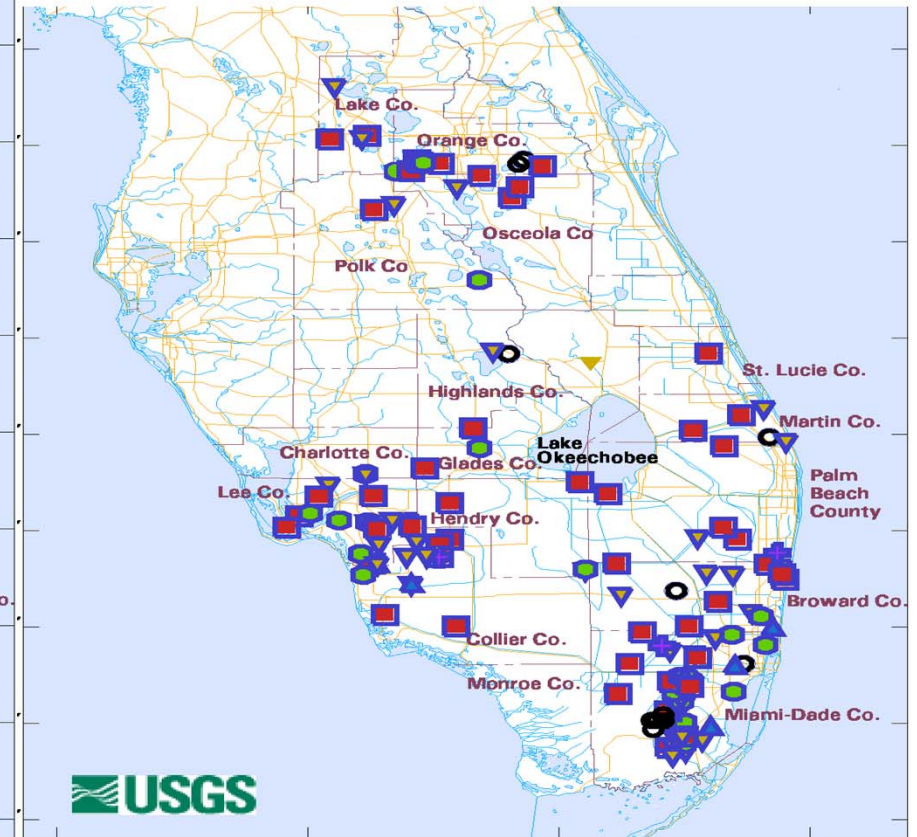 Lake Co.
Orange Co.
Osceola Co
Polk Co
St. Lucie Co.
Highlands Co.
Martin Co.
Lake
Okeechobee
Charlotte Co.
Glades Co.
Palm
Beach
County
Lee Co.
Hendry Co.
o.
Broward Co.
Collier Co.
Monroe Co.
Miami-Dade Co.
USGS